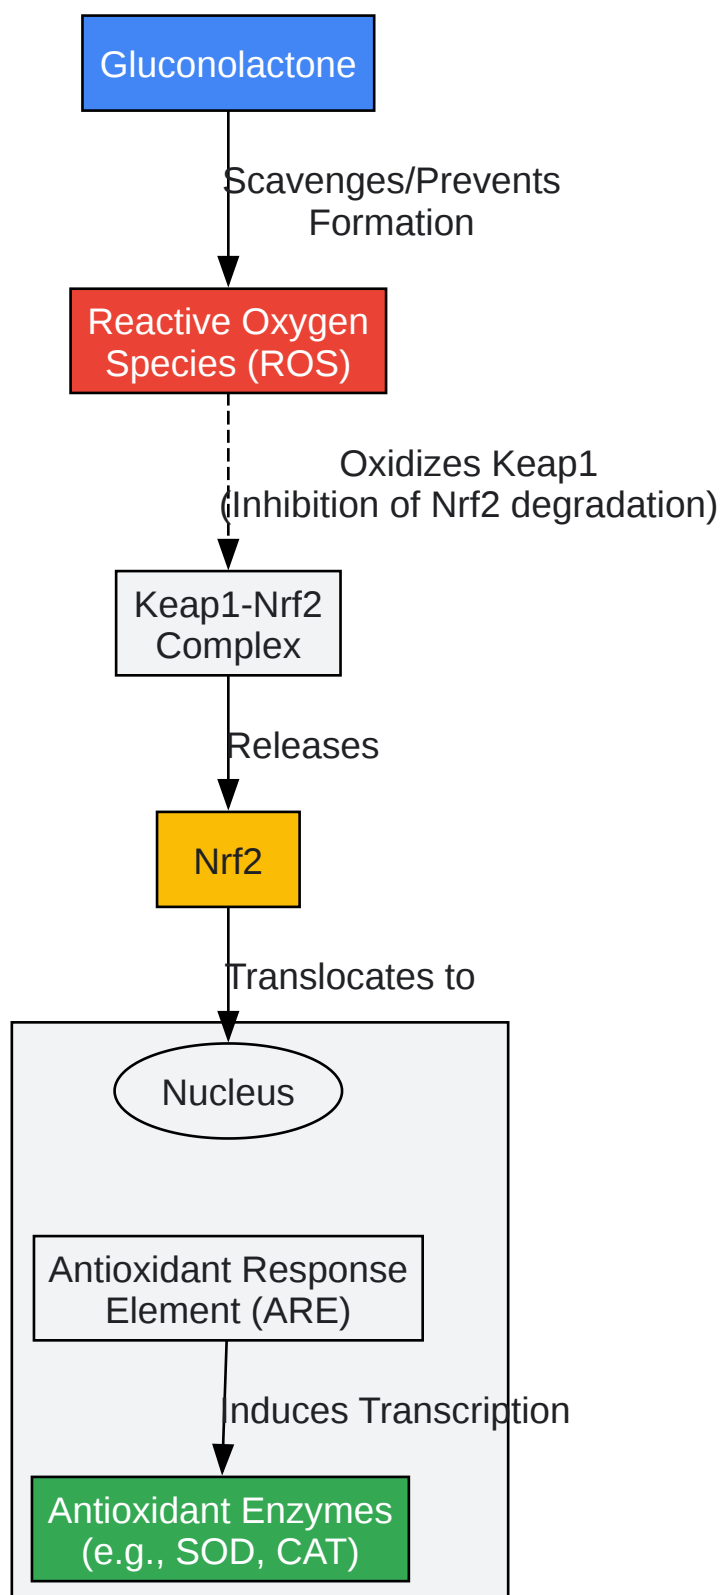 Gluconolactone
Scavenges/Prevents
Formation
Reactive Oxygen
Species (ROS)
Oxidizes Keap1
(Inhibition of Nrf2 degradation)
Keap1-Nrf2
Complex
Releases
Nrf2
Translocates to
Nucleus
Antioxidant Response
Element (ARE)
Induces Transcription
Antioxidant Enzymes
(e.g., SOD, CAT)